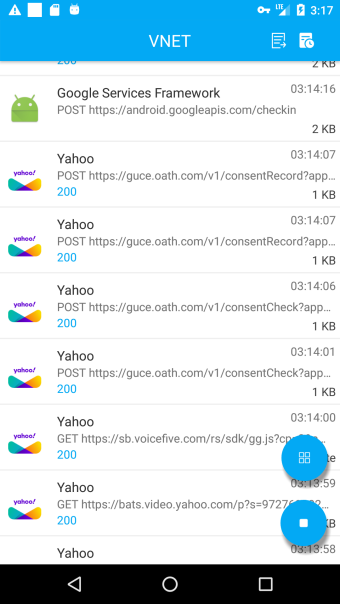 LTE 3:17
VNET
200
2 KB
Google Services Framework 03:14:16
POST https://android.googleapis.com/checkin
2 KB
yahoo!
Yahoo 03:14:07
POST https://guce.oath.com/v1/consentRecord?app...
200
1 KB
yahoo!
Yahoo 03:14:07
POST https://guce.oath.com/v1/consentRecord?app...
200
1 KB
yahoo!
Yahoo 03:14:06
POST https://guce.oath.com/v1/consentCheck?app...
200
1 KB
yahoo!
Yahoo 03:14:01
POST https://guce.oath.com/v1/consentCheck?app...
200
1 KB
yahoo!
Yahoo 03:14:00
GET https://sb.voicefive.com/rs/sdk/gg.js?
200
yahoo!
Yahoo 03:13:59
GET https://bats.video.yahoo.com/p?s=
200
KB
Yahoo 03:13:58